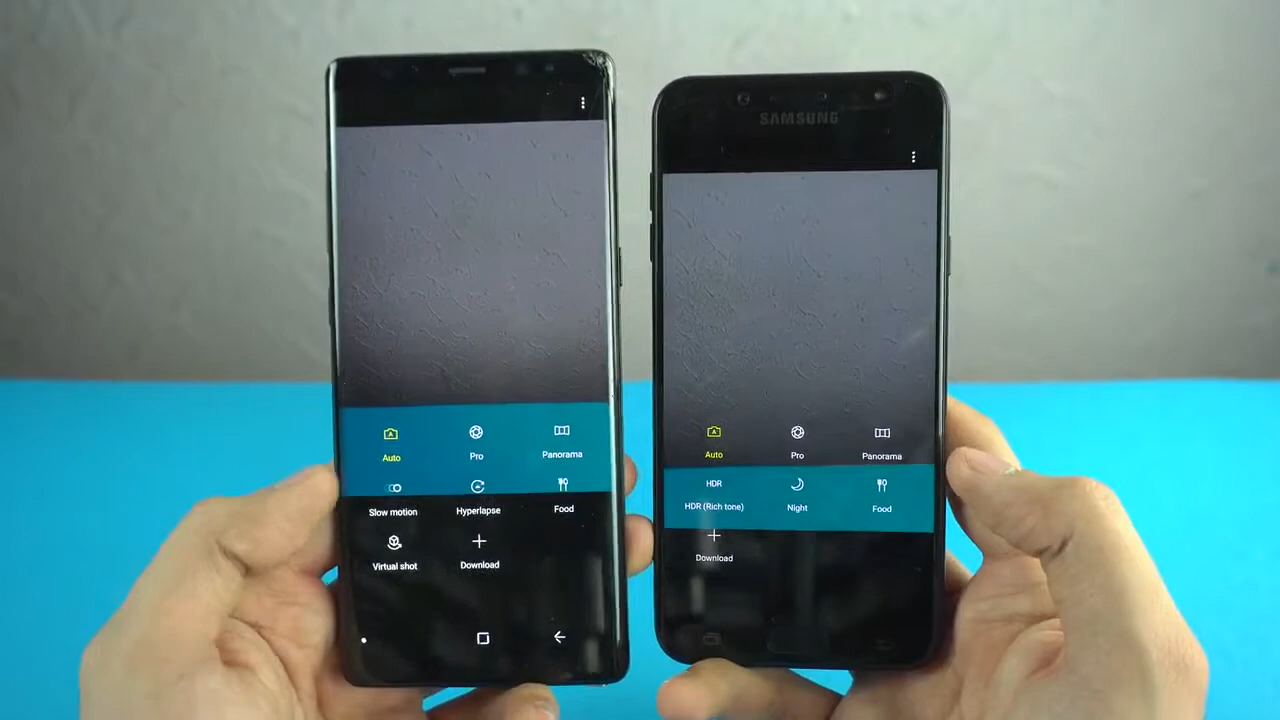 Auto Pro Panorama
Slow motion Hyperlapse Food
Virtual shot Download
SAMSUNG
Auto Pro Panorama
HDR
HDR (Rich tone) Night Food
Download